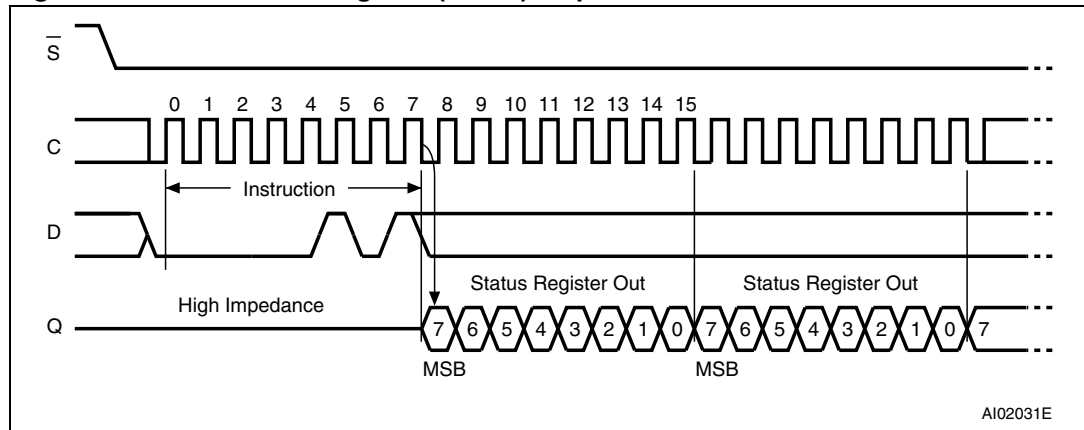 S
0 1 2 3 4 5 6 7 8 9 10 11 12 13 14 15
C
Instruction
D
Status Register Out Status Register Out
High Impedance
Q 7 6 5 4 3 2 1 0 7 6 5 4 3 2 1 0 7
MSB MSB
AI02031E